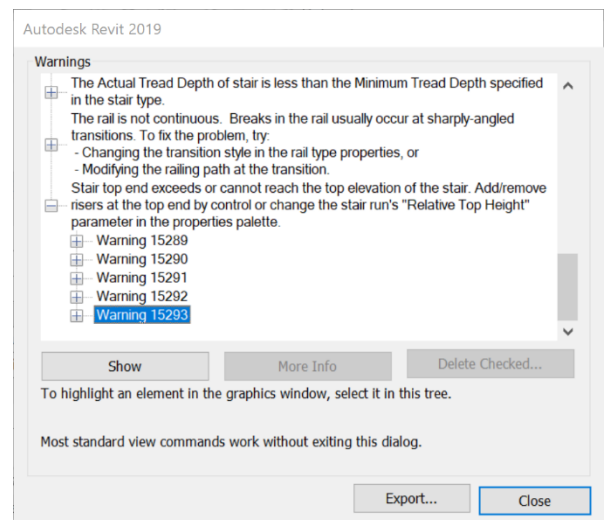 Autodesk Revit 2019
Warnings
The Actual Tread Depth of stair is less than the Minimum Tread Depth specified
in the stair type.
The rail is not continuous.  Breaks in the rail usually occur at sharply-angled
transitions. To fix the problem, try:
- Changing the transition style in the rail type properties, or
- Modifying the railing path at the transition.
Stair top end exceeds or cannot reach the top elevation of the stair. Add/remove
risers at the top end by control or change the stair run's "Relative Top Height"
parameter in the properties palette.
Warning 15289
Warning 15290
Warning 15291
Warning 15292
Warning 15293
Show More Info Delete Checked...
To highlight an element in the graphics window, select it in this tree.
Most standard view commands work without exiting this dialog.
Export... Close